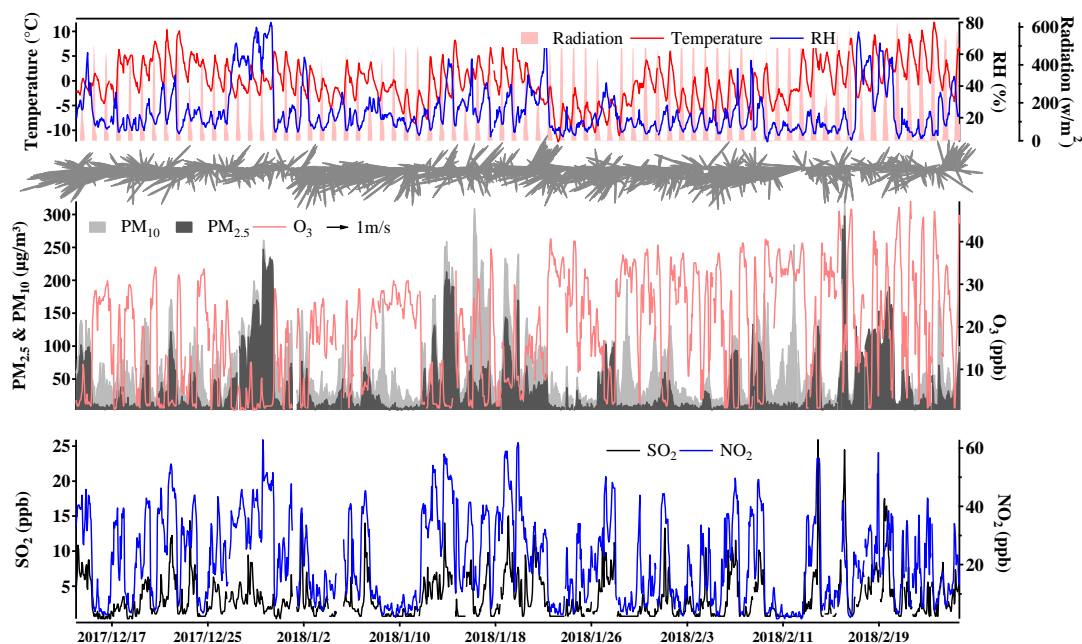 Temperature (°C)
10
5
0
-5
-10
Radiation
Temperature
RH
80
60
40
20
RH (%)
600
400
200
0
Radiation (w/m²)
PM₂.₅ & PM₁₀ (μg/m³)
300
250
200
150
100
50
PM₁₀
PM₂.₅
O₃
1m/s
40
30
20
10
O₃ (ppb)
SO₂ (ppb)
25
20
15
10
5
SO₂
NO₂
60
40
20
NO₂ (ppb)
2017/12/17
2017/12/25
2018/1/2
2018/1/10
2018/1/18
2018/1/26
2018/2/3
2018/2/11
2018/2/19